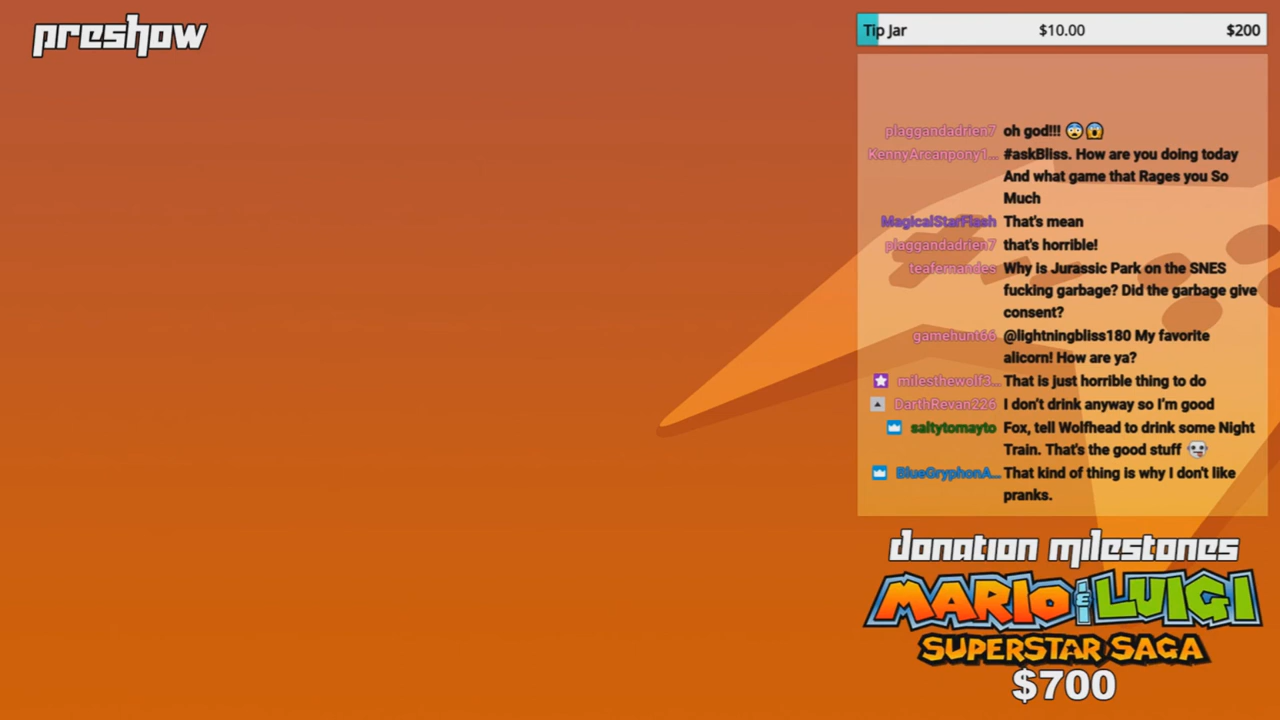 preshow
Tip Jar $10.00 $200
plaggandadrien7 oh god!!! 😨😱
KennyArcanpony1... #askBliss. How are you doing today
And what game that Rages you So
Much
MagicalStarFlash That's mean
plaggandadrien7 that's horrible!
teafernandes Why is Jurassic Park on the SNES
fucking garbage? Did the garbage give
consent?
gamehunt66 @lightningbliss180 My favorite
alicorn! How are ya?
milesthewolf3... That is just horrible thing to do
DarthRevan226 I don't drink anyway so I'm good
saltytomayto Fox, tell Wolfhead to drink some Night
Train. That's the good stuff
BlueGryphonA... That kind of thing is why I don't like
pranks.
donation milestones
MARIO & LUIGI
SUPERSTAR SAGA
$700